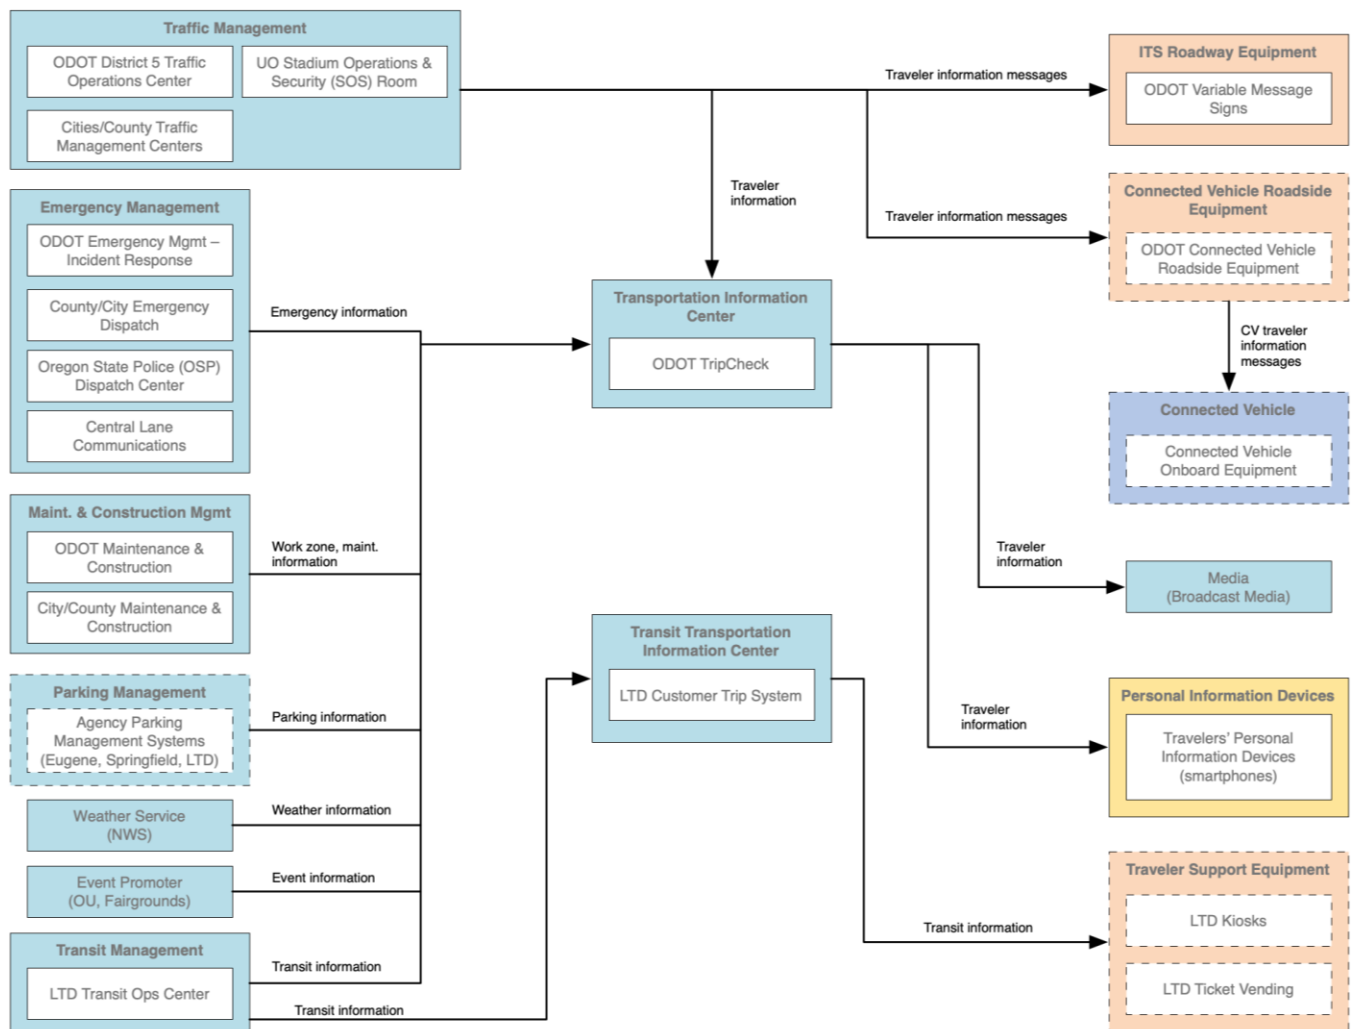 Traffic Management
ODOT District 5 Traffic
Operations Center
UO Stadium Operations &
Security (SOS) Room
Cities/County Traffic
Management Centers
Emergency Management
ODOT Emergency Mgmt –
Incident Response
County/City Emergency
Dispatch
Oregon State Police (OSP)
Dispatch Center
Central Lane
Communications
Maint. & Construction Mgmt
ODOT Maintenance &
Construction
City/County Maintenance &
Construction
Parking Management
Agency Parking
Management Systems
(Eugene, Springfield, LTD)
Weather Service
(NWS)
Event Promoter
(OU, Fairgrounds)
Transit Management
LTD Transit Ops Center
Emergency information
Work zone, maint.
information
Parking information
Weather information
Event information
Transit information
Transit information
Traveler
information
Transportation Information
Center
ODOT TripCheck
Transit Transportation
Information Center
LTD Customer Trip System
Traveler information messages
Traveler information messages
Traveler
information
Traveler
information
Transit information
ITS Roadway Equipment
ODOT Variable Message
Signs
Connected Vehicle Roadside
Equipment
ODOT Connected Vehicle
Roadside Equipment
CV traveler
information
messages
Connected Vehicle
Connected Vehicle
Onboard Equipment
Media
(Broadcast Media)
Personal Information Devices
Travelers' Personal
Information Devices
(smartphones)
Traveler Support Equipment
LTD Kiosks
LTD Ticket Vending